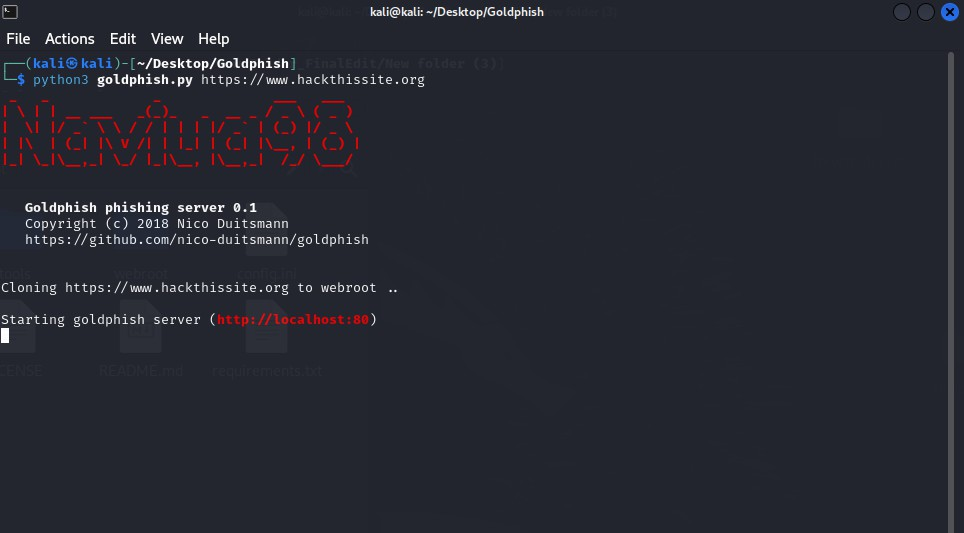 kali@kali: ~/Desktop/Goldphish
File Actions Edit View Help
┌──(kali㉿kali)-[~/Desktop/Goldphish]
_FinalEdit/New folder (3)
└─$ python3 goldphish.py https://www.hackthissite.org
Naviya98
Goldphish phishing server 0.1
Copyright (c) 2018 Nico Duitsmann
https://github.com/nico-duitsmann/goldphish
tools webroot config.ini
Cloning https://www.hackthissite.org to webroot ..
Starting goldphish server (http://localhost:80)
CENSE README.md requirements.txt